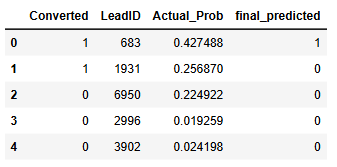 Converted LeadID Actual_Prob final_predicted
0 1 683 0.427488 1
1 1 1931 0.256870 0
2 0 6950 0.224922 0
3 0 2996 0.019259 0
4 0 3902 0.024198 0